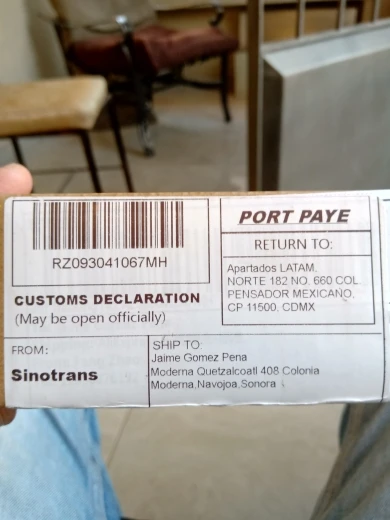 RZ093041067MH
PORT PAYE
RETURN TO:
Apartados LATAM.
NORTE 182 NO. 660 COL.
PENSADOR MEXICANO,
CP 11500. CDMX
CUSTOMS DECLARATION
(May be open officially)
FROM:
Sinotrans
SHIP TO:
Jaime Gomez Pena
Moderna Quetzalcoatl 408 Colonia
Moderna,Navojoa,Sonora